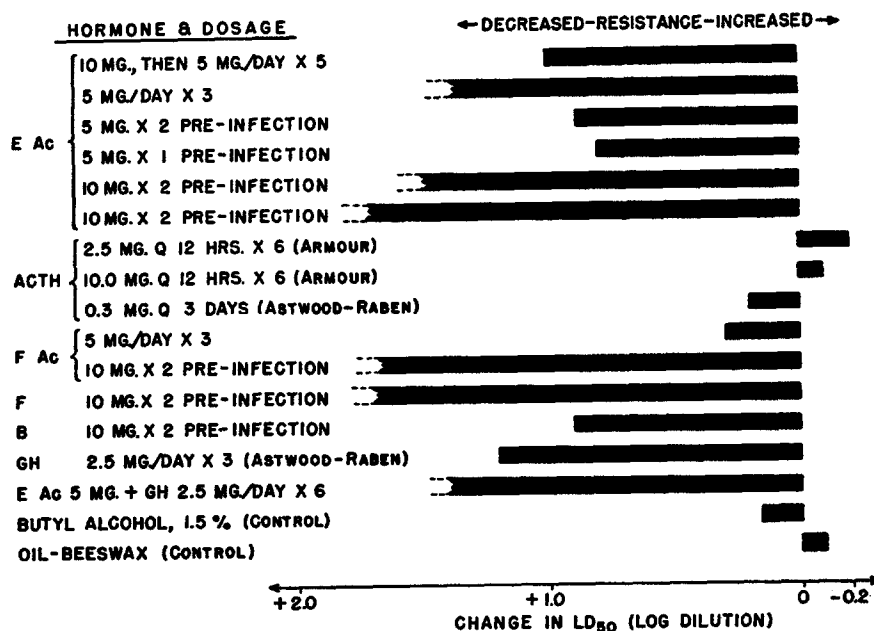 HORMONE & DOSAGE
← DECREASED-RESISTANCE-INCREASED →
E AC
10 MG., THEN 5 MG./DAY X 5
5 MG/DAY X 3
5 MG. X 2 PRE-INFECTION
5 MG. X 1 PRE-INFECTION
10 MG. X 2 PRE-INFECTION
10 MG. X 2 PRE-INFECTION
ACTH
2.5 MG. Q 12 HRS. X 6 (ARMOUR)
10.0 MG. Q 12 HRS. X 6 (ARMOUR)
0.3 MG. Q 3 DAYS (ASTWOOD-RABEN)
F AC
5 MG./DAY X 3
10 MG. X 2 PRE-INFECTION
F 10 MG. X 2 PRE-INFECTION
B 10 MG. X 2 PRE-INFECTION
GH 2.5 MG./DAY X 3 (ASTWOOD-RABEN)
E AC 5 MG. + GH 2.5 MG/DAY X 6
BUTYL ALCOHOL, 1.5 % (CONTROL)
OIL-BEESWAX (CONTROL)
+2.0 +1.0 0 -0.2
CHANGE IN LD50 (LOG DILUTION)